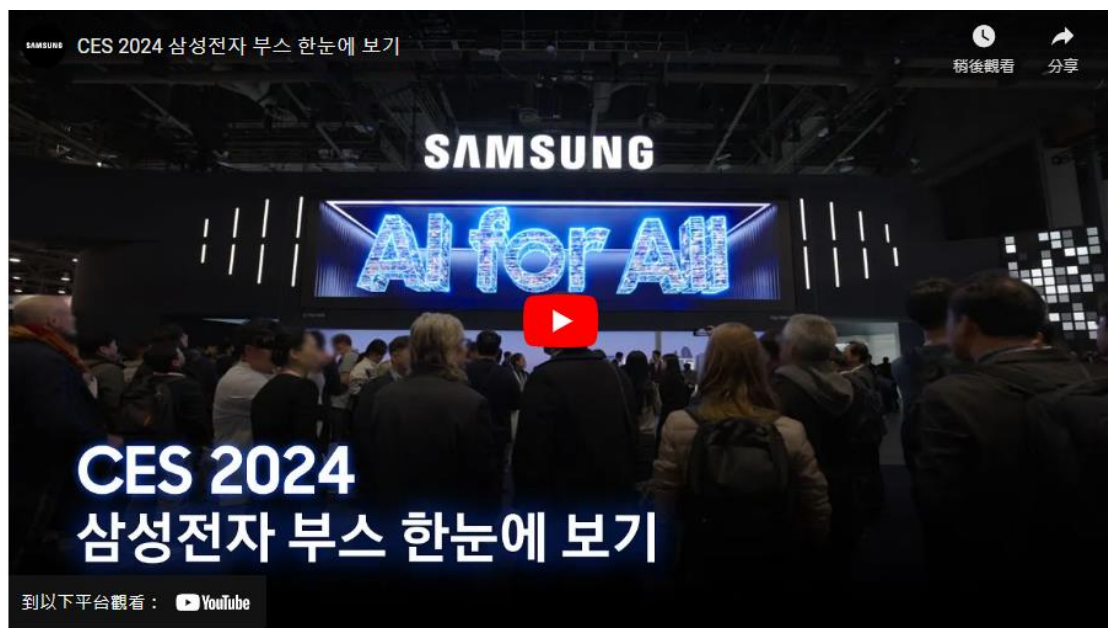 SAMSUNG CES 2024 삼성전자 부스 한눈에 보기
稍後觀看 分享
SAMSUNG
AI for All
CES 2024
삼성전자 부스 한눈에 보기
到以下平台觀看： YouTube